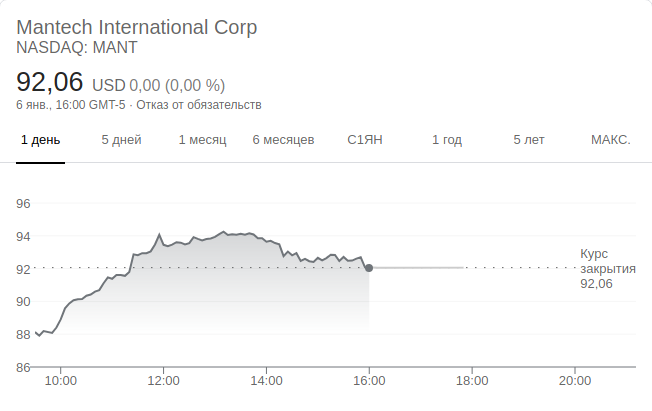 Mantech International Corp
NASDAQ: MANT
92,06 USD 0,00 (0,00 %)
6 янв., 16:00 GMT-5 · Отказ от обязательств
1 день 5 дней 1 месяц 6 месяцев С1ЯН 1 год 5 лет МАКС.
96
94
92
90
88
86
Курс
закрытия
92,06
10:00 12:00 14:00 16:00 18:00 20:00